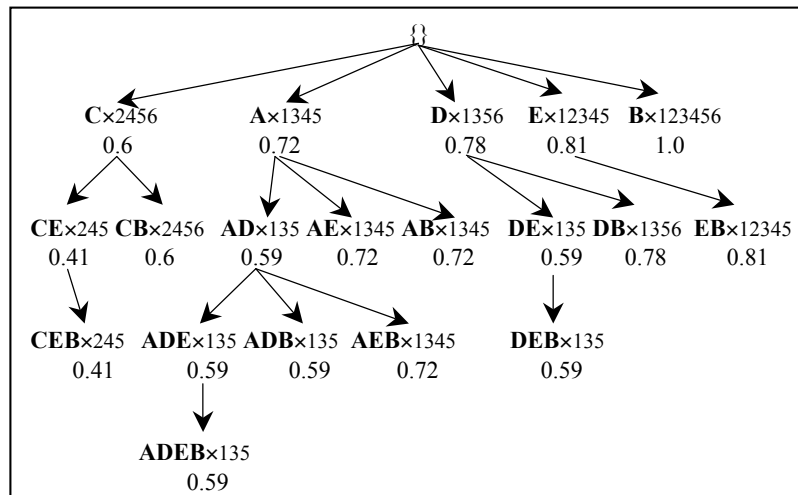 {}
C×2456 A×1345 D×1356 E×12345 B×123456
0.6 0.72 0.78 0.81 1.0
CE×245 CB×2456 AD×135 AE×1345 AB×1345 DE×135 DB×1356 EB×12345
0.41 0.6 0.59 0.72 0.72 0.59 0.78 0.81
CEB×245 ADE×135 ADB×135 AEB×1345 DEB×135
0.41 0.59 0.59 0.72 0.59
ADEB×135
0.59